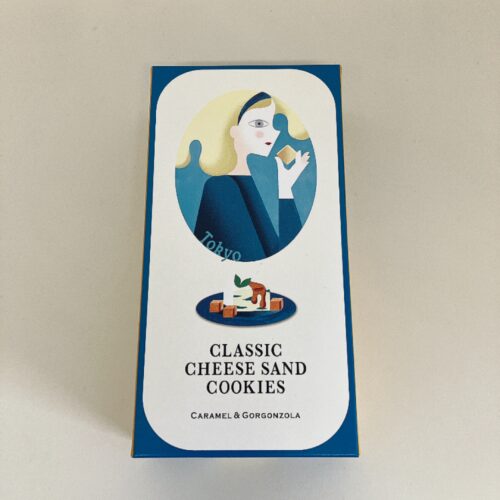 Tokyo
CLASSIC
CHEESE SAND
COOKIES
CARAMEL & GORGONZOLA